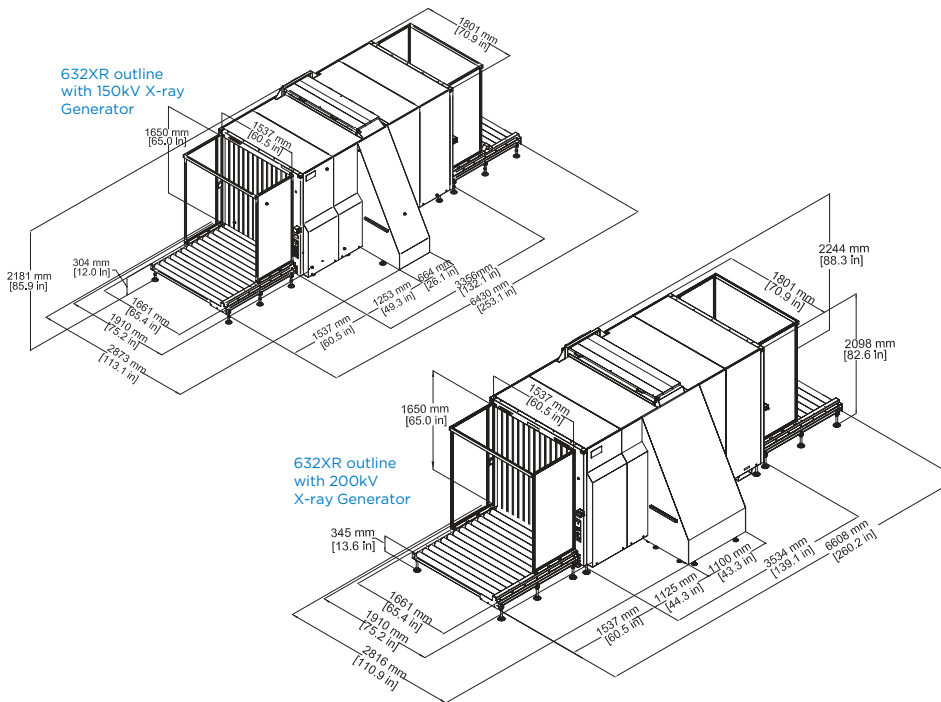 632XR outline
with 150kV X-ray
Generator
1801 mm
[70.9 in]
1650 mm
[65.0 in]
1537 mm
[60.5 in]
2181 mm
[85.9 in]
304 mm
[12.0 in]
1661 mm
[65.4 in]
1910 mm
[75.2 in]
2873 mm
[113.1 in]
1537 mm
[60.5 in]
1253 mm
[49.3 in]
664 mm
[26.1 in]
3356mm
[132.1 in]
6430 mm
[253.1 in]
632XR outline
with 200kV
X-ray Generator
2244 mm
[88.3 in]
1801 mm
[70.9 in]
2098 mm
[82.6 in]
1650 mm
[65.0 in]
1537 mm
[60.5 in]
345 mm
[13.6 in]
1661 mm
[65.4 in]
1910 mm
[75.2 in]
2816 mm
[110.9 in]
1537 mm
[60.5 in]
1125 mm
[44.3 in]
1100 mm
[43.3 in]
3534 mm
[139.1 in]
6608 mm
[260.2 in]